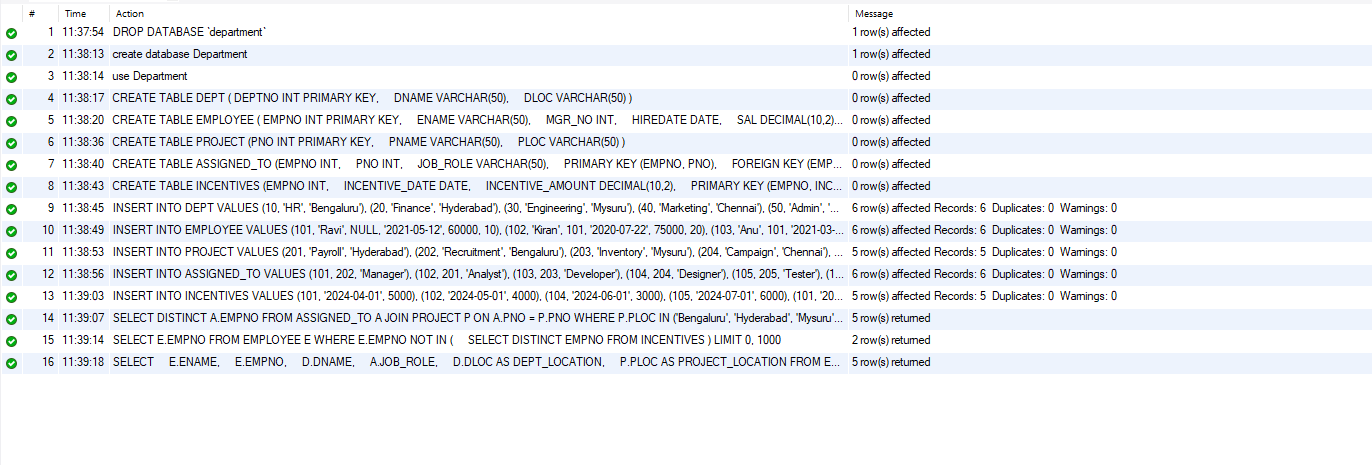 # Time Action Message
1 11:37:54 DROP DATABASE `department` 1 row(s) affected
2 11:38:13 create database Department 1 row(s) affected
3 11:38:14 use Department 0 row(s) affected
4 11:38:17 CREATE TABLE DEPT ( DEPTNO INT PRIMARY KEY, DNAME VARCHAR(50), DLOC VARCHAR(50) ) 0 row(s) affected
5 11:38:20 CREATE TABLE EMPLOYEE ( EMPNO INT PRIMARY KEY, ENAME VARCHAR(50), MGR_NO INT, HIREDATE DATE, SAL DECIMAL(10,2)... 0 row(s) affected
6 11:38:36 CREATE TABLE PROJECT (PNO INT PRIMARY KEY, PNAME VARCHAR(50), PLOC VARCHAR(50) ) 0 row(s) affected
7 11:38:40 CREATE TABLE ASSIGNED_TO (EMPNO INT, PNO INT, JOB_ROLE VARCHAR(50), PRIMARY KEY (EMPNO, PNO), FOREIGN KEY (EMP... 0 row(s) affected
8 11:38:43 CREATE TABLE INCENTIVES (EMPNO INT, INCENTIVE_DATE DATE, INCENTIVE_AMOUNT DECIMAL(10,2), PRIMARY KEY (EMPNO, INC... 0 row(s) affected
9 11:38:45 INSERT INTO DEPT VALUES (10, 'HR', 'Bengaluru'), (20, 'Finance', 'Hyderabad'), (30, 'Engineering', 'Mysuru'), (40, 'Marketing', 'Chennai'), (50, 'Admin', '... 6 row(s) affected Records: 6 Duplicates: 0 Warnings: 0
10 11:38:49 INSERT INTO EMPLOYEE VALUES (101, 'Ravi', NULL, '2021-05-12', 60000, 10), (102, 'Kiran', 101, '2020-07-22', 75000, 20), (103, 'Anu', 101, '2021-03-... 6 row(s) affected Records: 6 Duplicates: 0 Warnings: 0
11 11:38:53 INSERT INTO PROJECT VALUES (201, 'Payroll', 'Hyderabad'), (202, 'Recruitment', 'Bengaluru'), (203, 'Inventory', 'Mysuru'), (204, 'Campaign', 'Chennai'), ... 5 row(s) affected Records: 5 Duplicates: 0 Warnings: 0
12 11:38:56 INSERT INTO ASSIGNED_TO VALUES (101, 202, 'Manager'), (102, 201, 'Analyst'), (103, 203, 'Developer'), (104, 204, 'Designer'), (105, 205, 'Tester'), (1... 6 row(s) affected Records: 6 Duplicates: 0 Warnings: 0
13 11:39:03 INSERT INTO INCENTIVES VALUES (101, '2024-04-01', 5000), (102, '2024-05-01', 4000), (104, '2024-06-01', 3000), (105, '2024-07-01', 6000), (101, '20... 5 row(s) affected Records: 5 Duplicates: 0 Warnings: 0
14 11:39:07 SELECT DISTINCT A.EMPNO FROM ASSIGNED_TO A JOIN PROJECT P ON A.PNO = P.PNO WHERE P.PLOC IN ('Bengaluru', 'Hyderabad', 'Mysuru'... 5 row(s) returned
15 11:39:14 SELECT E.EMPNO FROM EMPLOYEE E WHERE E.EMPNO NOT IN ( SELECT DISTINCT EMPNO FROM INCENTIVES ) LIMIT 0, 1000 2 row(s) returned
16 11:39:18 SELECT E.ENAME, E.EMPNO, D.DNAME, A.JOB_ROLE, D.DLOC AS DEPT_LOCATION, P.PLOC AS PROJECT_LOCATION FROM E... 5 row(s) returned